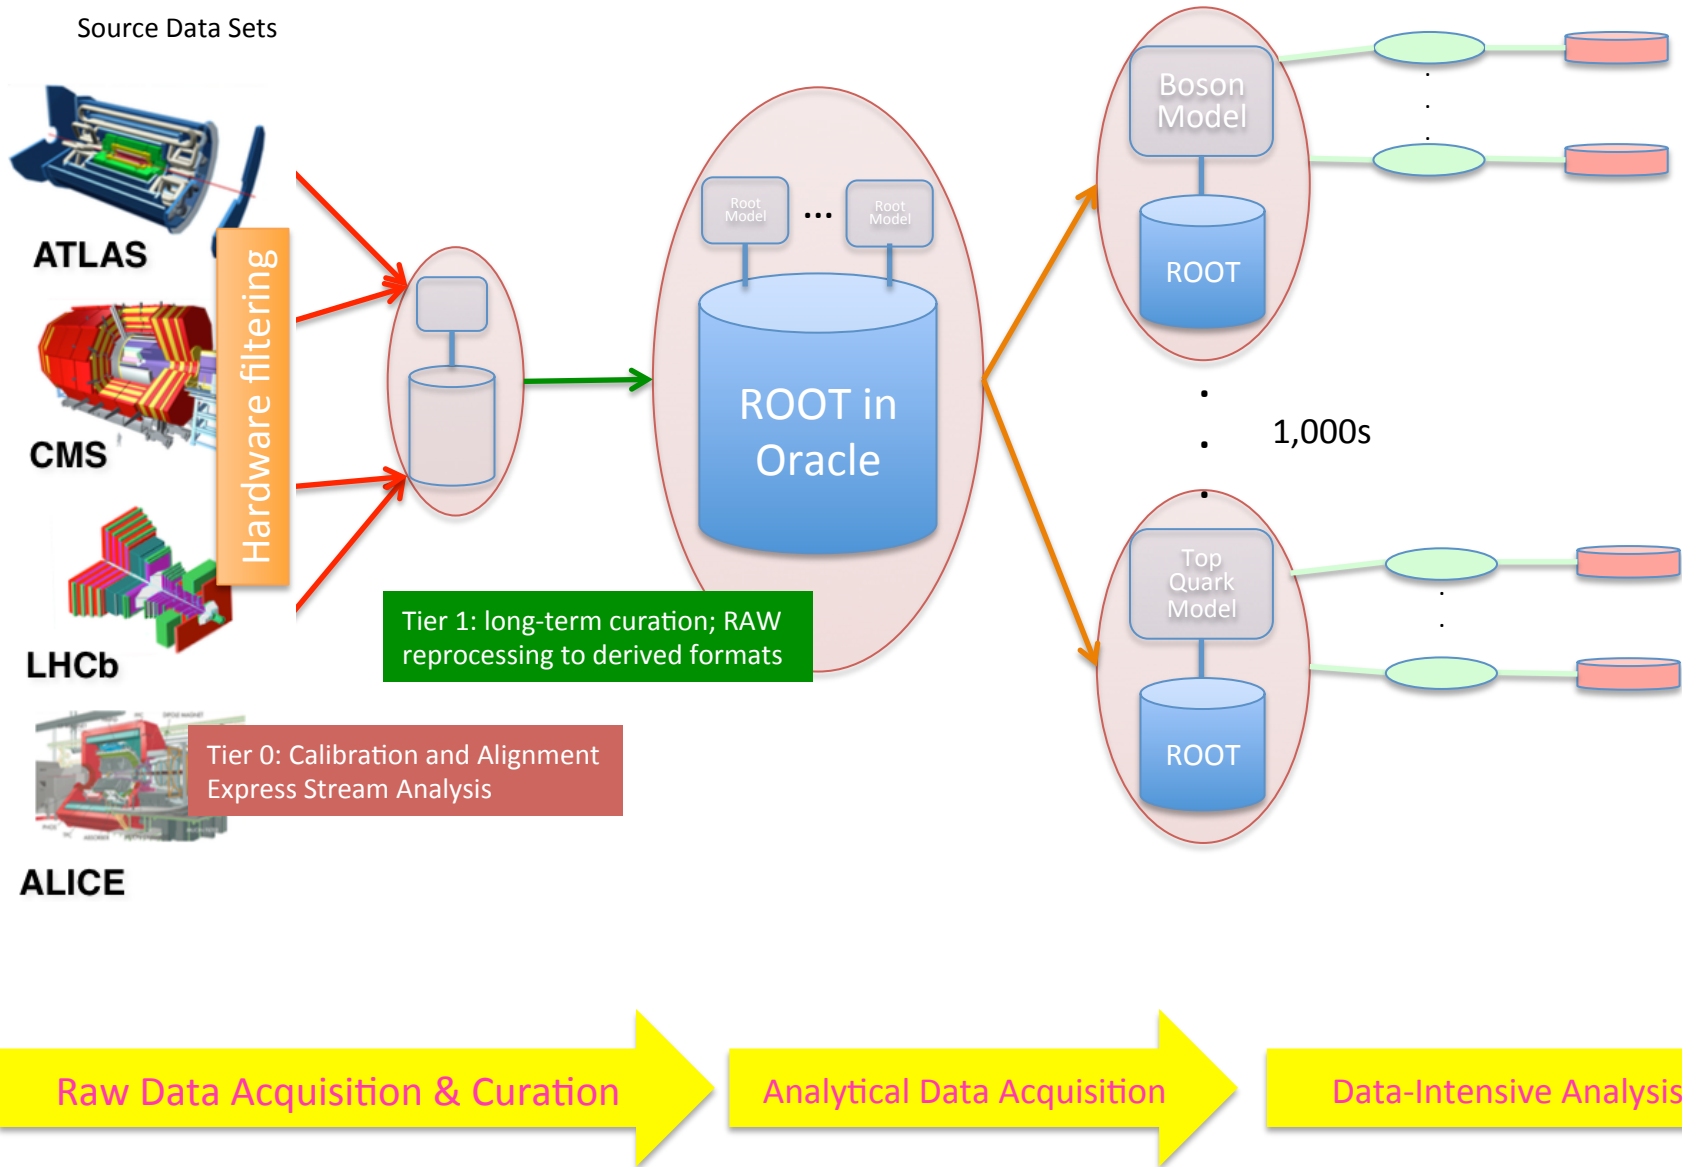 Source Data Sets
ATLAS
CMS
LHCb
ALICE
Hardware filtering
Tier 0: Calibration and Alignment
Express Stream Analysis
Tier 1: long-term curation; RAW
reprocessing to derived formats
Root
Model
...
Root
Model
ROOT in
Oracle
Boson
Model
ROOT
1,000s
Top
Quark
Model
ROOT
Raw Data Acquisition & Curation
Analytical Data Acquisition
Data-Intensive Analysis